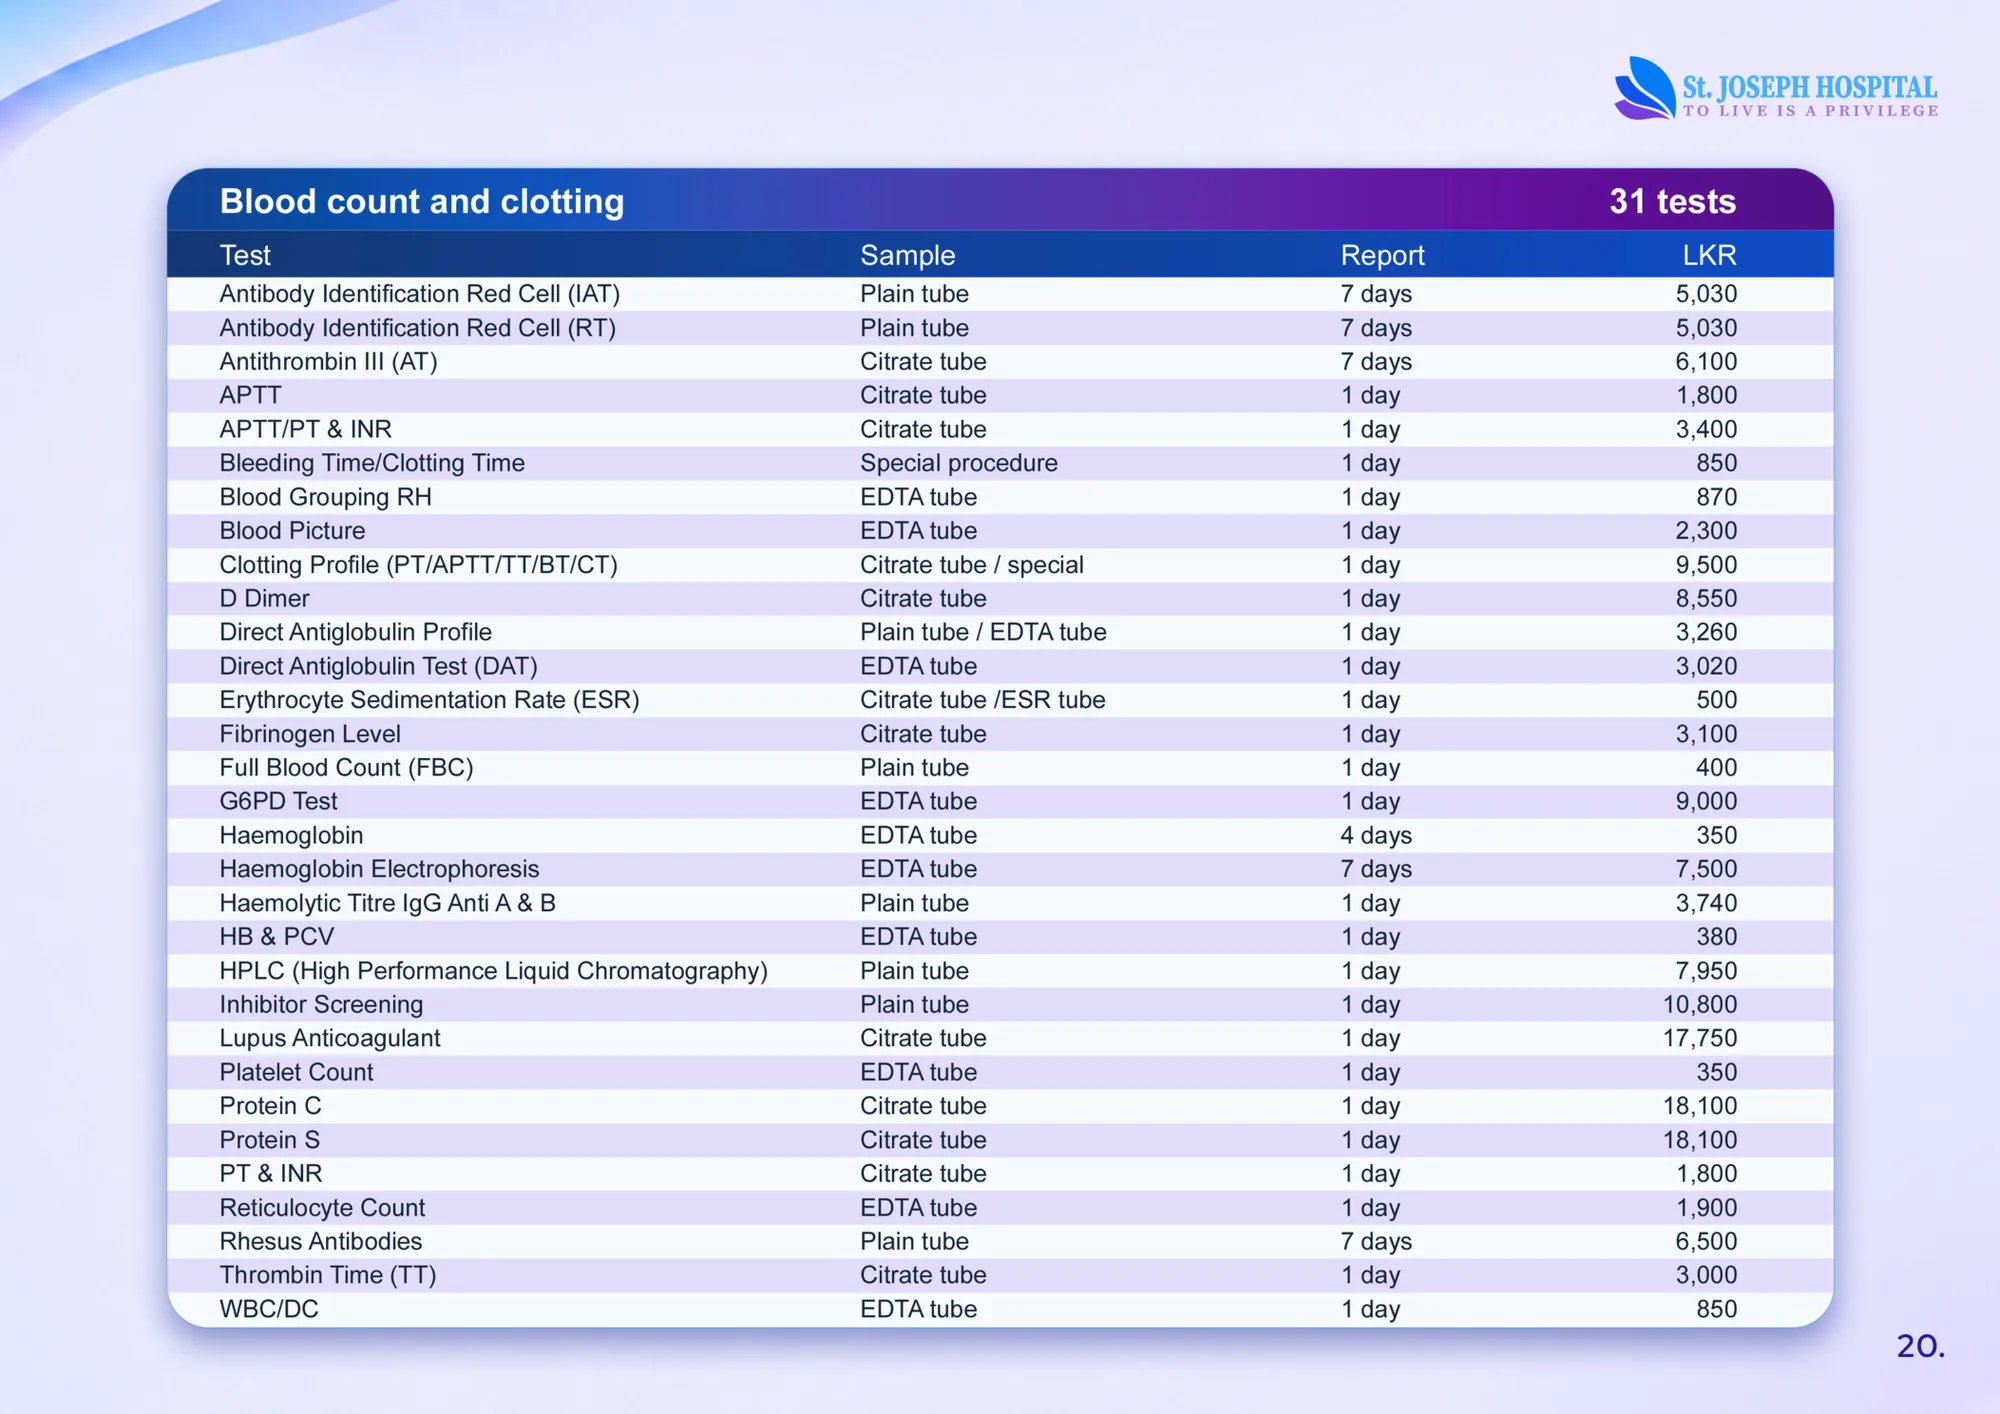 St. JOSEPH HOSPITAL
TO LIVE IS A PRIVILEGE
Blood count and clotting 31 tests
Test Sample Report LKR
Antibody Identification Red Cell (IAT) Plain tube 7 days 5,030
Antibody Identification Red Cell (RT) Plain tube 7 days 5,030
Antithrombin III (AT) Citrate tube 7 days 6,100
APTT Citrate tube 1 day 1,800
APTT/PT & INR Citrate tube 1 day 3,400
Bleeding Time/Clotting Time Special procedure 1 day 850
Blood Grouping RH EDTA tube 1 day 870
Blood Picture EDTA tube 1 day 2,300
Clotting Profile (PT/APTT/TT/BT/CT) Citrate tube / special 1 day 9,500
D Dimer Citrate tube 1 day 8,550
Direct Antiglobulin Profile Plain tube / EDTA tube 1 day 3,260
Direct Antiglobulin Test (DAT) EDTA tube 1 day 3,020
Erythrocyte Sedimentation Rate (ESR) Citrate tube /ESR tube 1 day 500
Fibrinogen Level Citrate tube 1 day 3,100
Full Blood Count (FBC) Plain tube 1 day 400
G6PD Test EDTA tube 1 day 9,000
Haemoglobin EDTA tube 4 days 350
Haemoglobin Electrophoresis EDTA tube 7 days 7,500
Haemolytic Titre IgG Anti A & B Plain tube 1 day 3,740
HB & PCV EDTA tube 1 day 380
HPLC (High Performance Liquid Chromatography) Plain tube 1 day 7,950
Inhibitor Screening Plain tube 1 day 10,800
Lupus Anticoagulant Citrate tube 1 day 17,750
Platelet Count EDTA tube 1 day 350
Protein C Citrate tube 1 day 18,100
Protein S Citrate tube 1 day 18,100
PT & INR Citrate tube 1 day 1,800
Reticulocyte Count EDTA tube 1 day 1,900
Rhesus Antibodies Plain tube 7 days 6,500
Thrombin Time (TT) Citrate tube 1 day 3,000
WBC/DC EDTA tube 1 day 850
20.